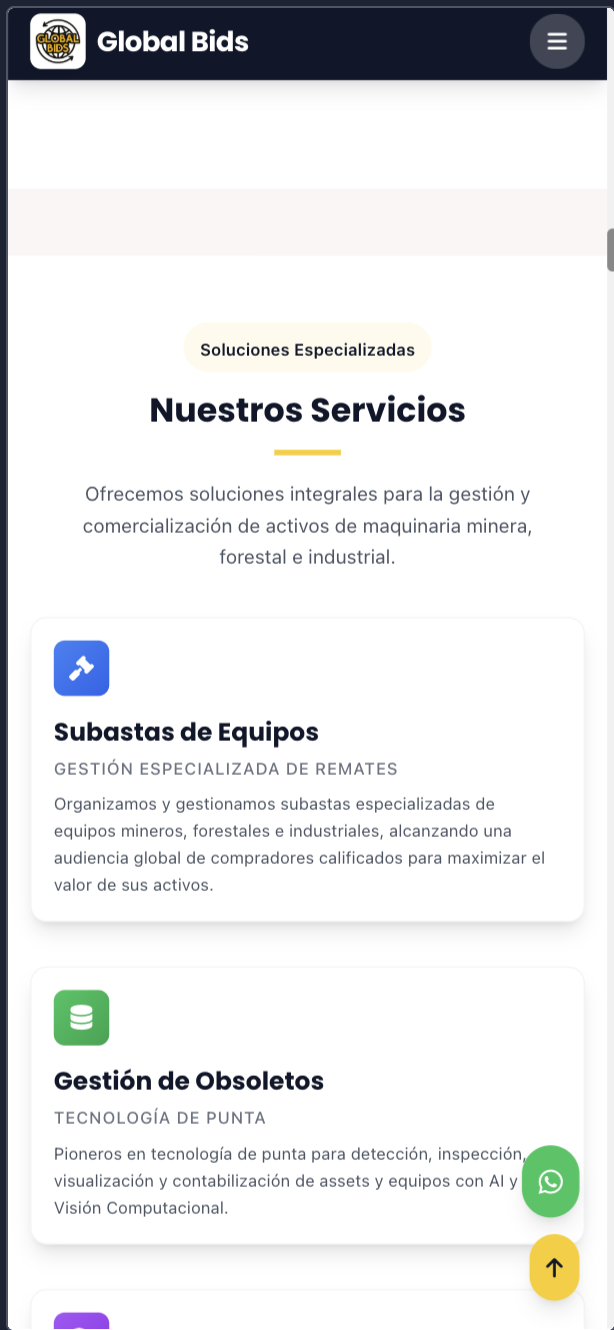 GLOBAL
BIDS
Global Bids
Soluciones Especializadas
Nuestros Servicios
Ofrecemos soluciones integrales para la gestión y
comercialización de activos de maquinaria minera,
forestal e industrial.
Subastas de Equipos
GESTIÓN ESPECIALIZADA DE REMATES
Organizamos y gestionamos subastas especializadas de
equipos mineros, forestales e industriales, alcanzando una
audiencia global de compradores calificados para maximizar el
valor de sus activos.
Gestión de Obsoletos
TECNOLOGÍA DE PUNTA
Pioneros en tecnología de punta para detección, inspección,
visualización y contabilización de assets y equipos con AI y
Visión Computacional.